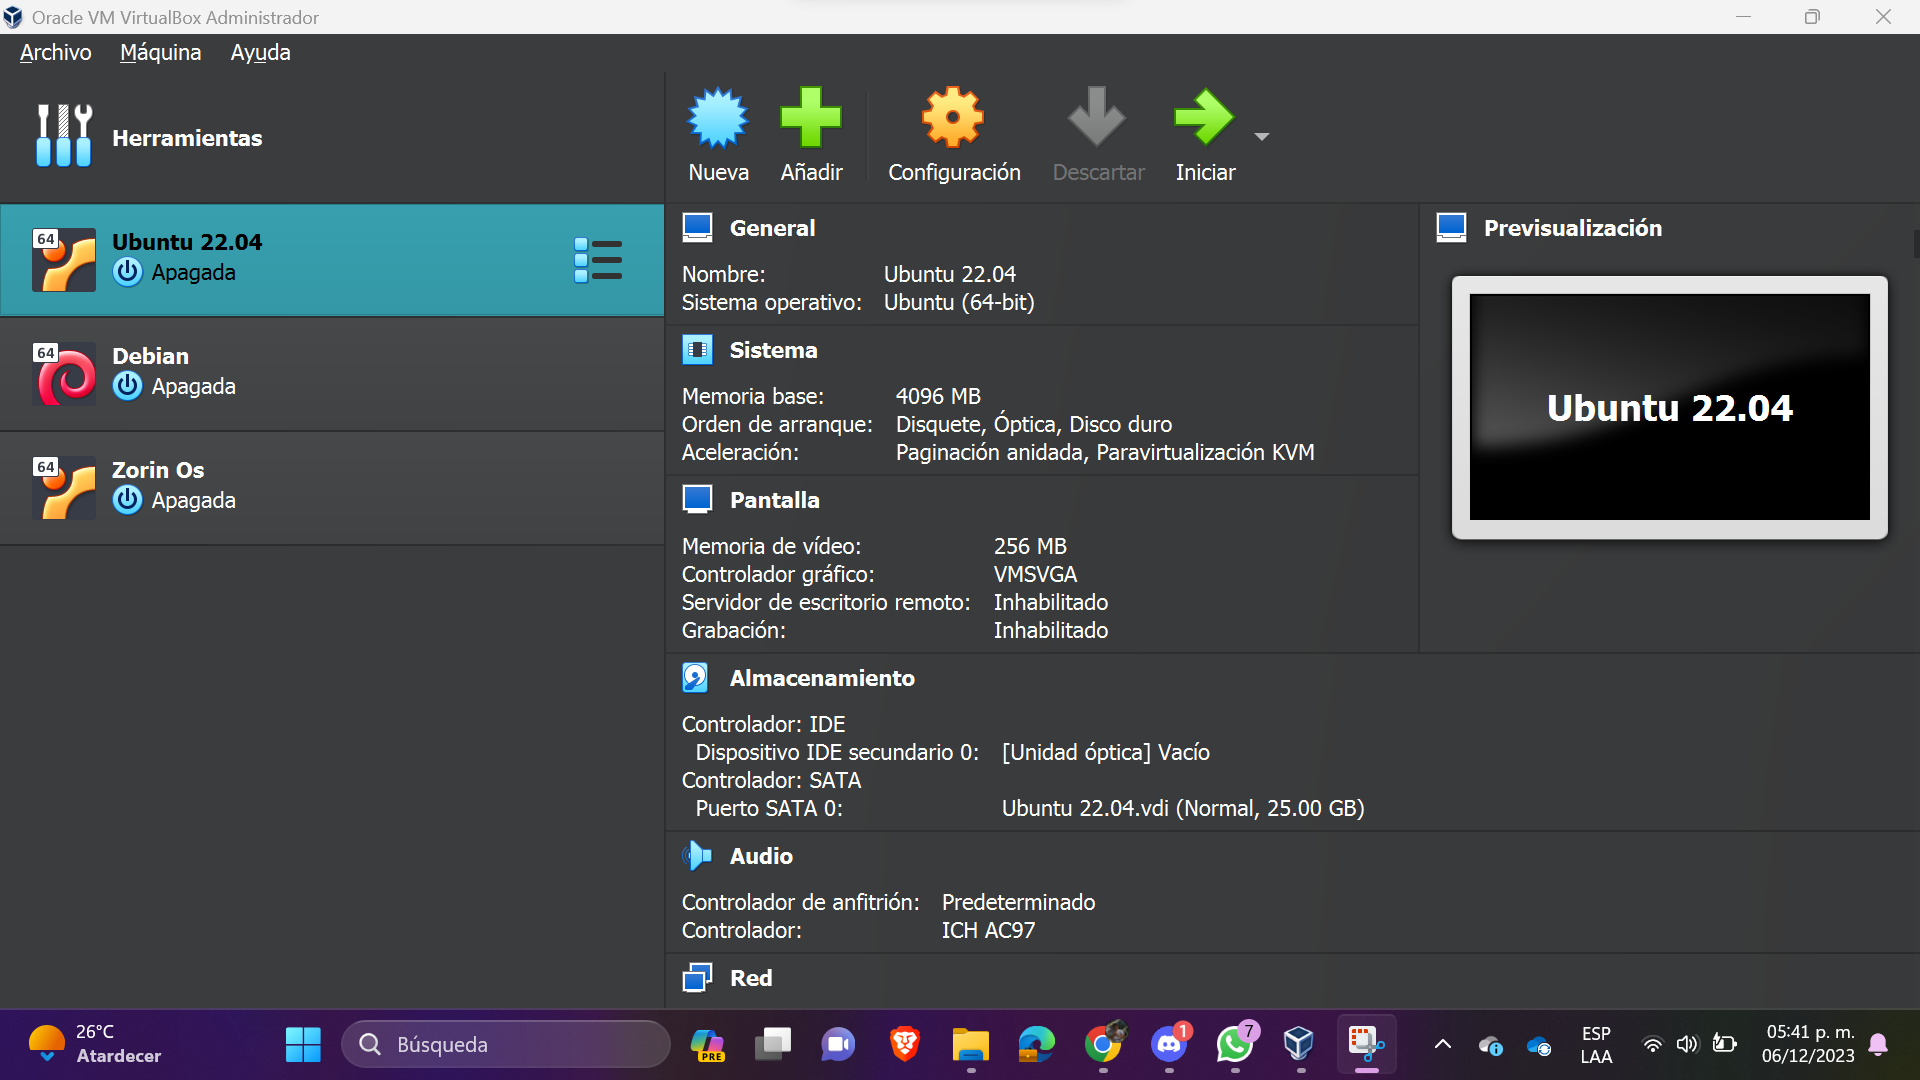 Oracle VM VirtualBox Administrador
Archivo Máquina Ayuda
Herramientas
Nueva Añadir Configuración Descartar Iniciar
64 Ubuntu 22.04
Apagada
64 Debian
Apagada
64 Zorin Os
Apagada
General
Nombre: Ubuntu 22.04
Sistema operativo: Ubuntu (64-bit)
Sistema
Memoria base: 4096 MB
Orden de arranque: Disquete, Óptica, Disco duro
Aceleración: Paginación anidada, Paravirtualización KVM
Pantalla
Memoria de vídeo: 256 MB
Controlador gráfico: VMSVGA
Servidor de escritorio remoto: Inhabilitado
Grabación: Inhabilitado
Previsualización
Ubuntu 22.04
Almacenamiento
Controlador: IDE
Dispositivo IDE secundario 0: [Unidad óptica] Vacío
Controlador: SATA
Puerto SATA 0: Ubuntu 22.04.vdi (Normal, 25.00 GB)
Audio
Controlador de anfitrión: Predeterminado
Controlador: ICH AC97
Red
26°C
Atardecer
Búsqueda
PRE
1
7
ESP
LAA
05:41 p. m.
06/12/2023